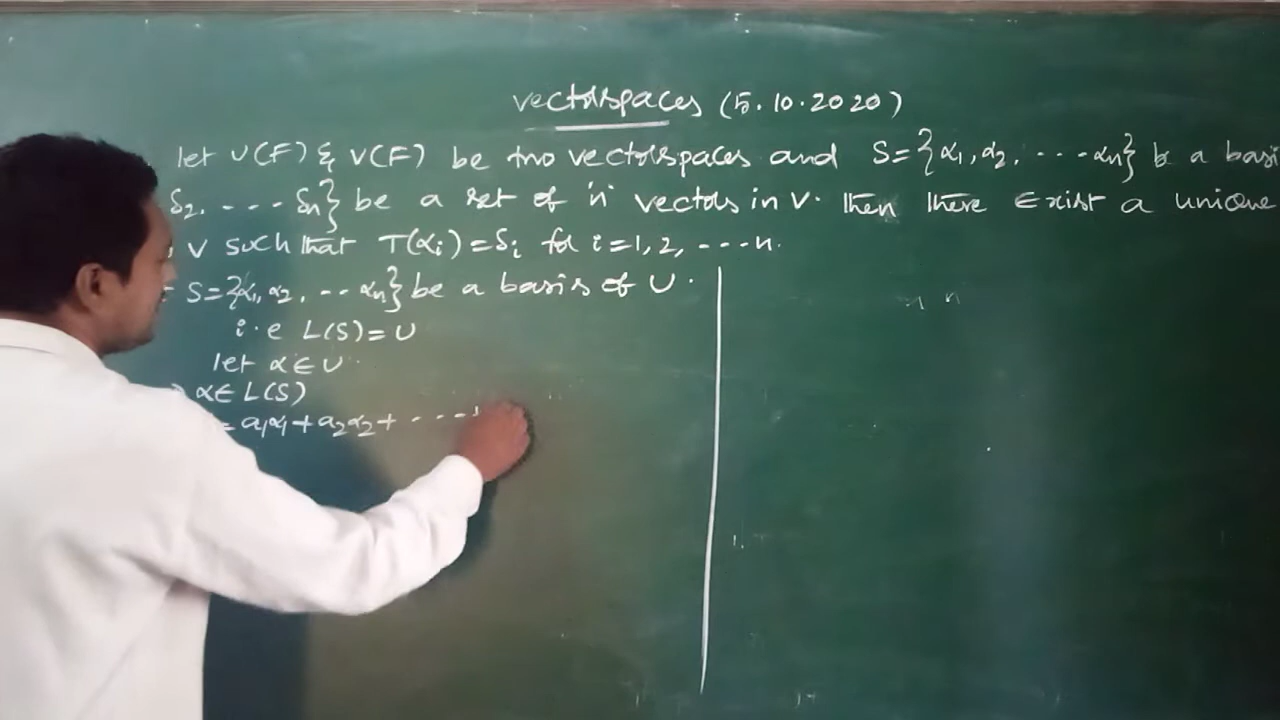 vectorspaces (5.10.2020)
let U(F) & V(F) be two vectorspaces and S={α1, α2, ----αn} be a basi
δ2, ---- δn} be a set of 'n' vectors in V. Then there exist a unique
V such that T(αi)=δi for i=1,2, ---n.
S={α1, α2, -- αn} be a basis of U.
i.e L(S)=U
let α∈U.
α∈L(S)
= a1α1+a2α2+ ----